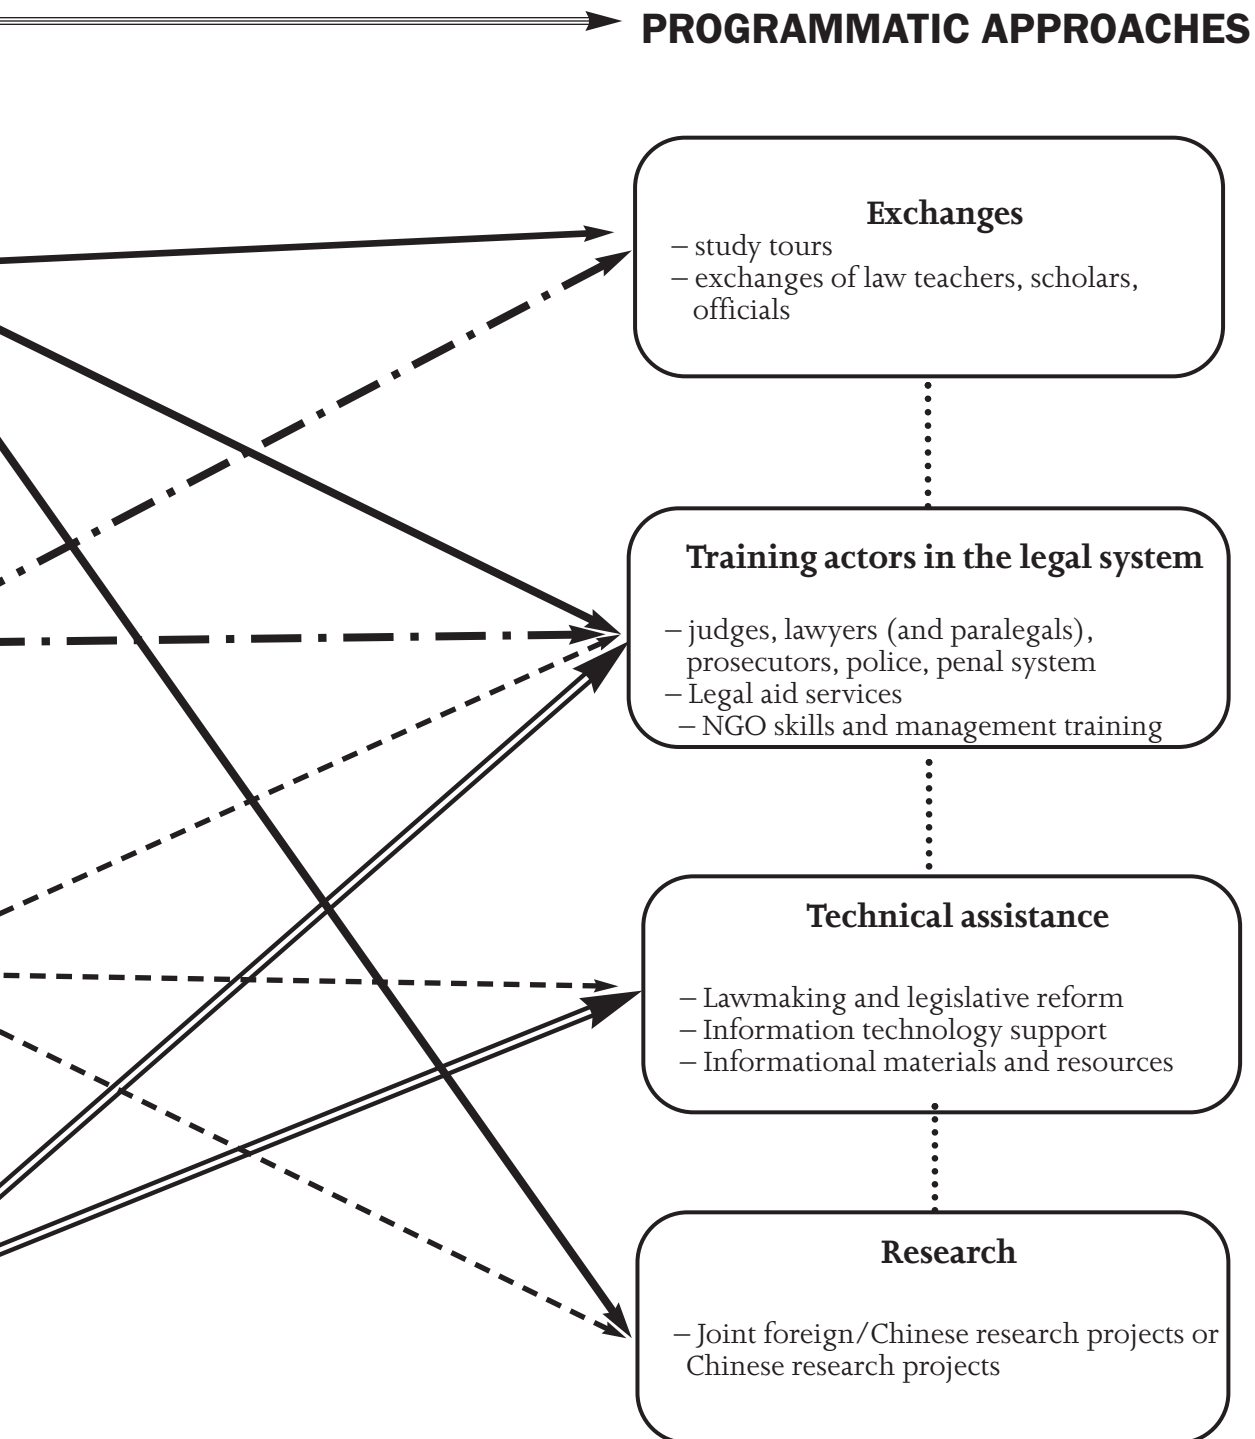 PROGRAMMATIC APPROACHES
Exchanges
– study tours
– exchanges of law teachers, scholars,
officials
Training actors in the legal system
– judges, lawyers (and paralegals),
prosecutors, police, penal system
– Legal aid services
– NGO skills and management training
Technical assistance
– Lawmaking and legislative reform
– Information technology support
– Informational materials and resources
Research
– Joint foreign/Chinese research projects or
Chinese research projects